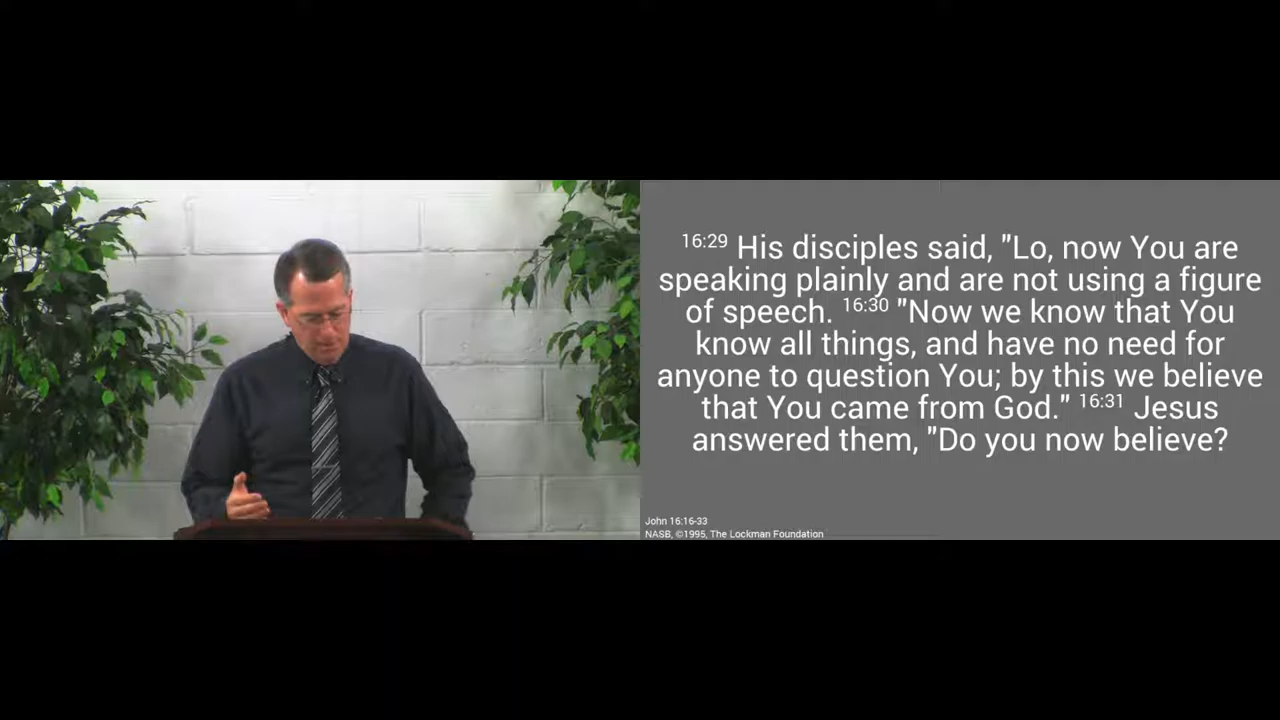 16:29 His disciples said, "Lo, now You are
speaking plainly and are not using a figure
of speech. 16:30 "Now we know that You
know all things, and have no need for
anyone to question You; by this we believe
that You came from God." 16:31 Jesus
answered them, "Do you now believe?
John 16:16-33
NASB, ©1995, The Lockman Foundation